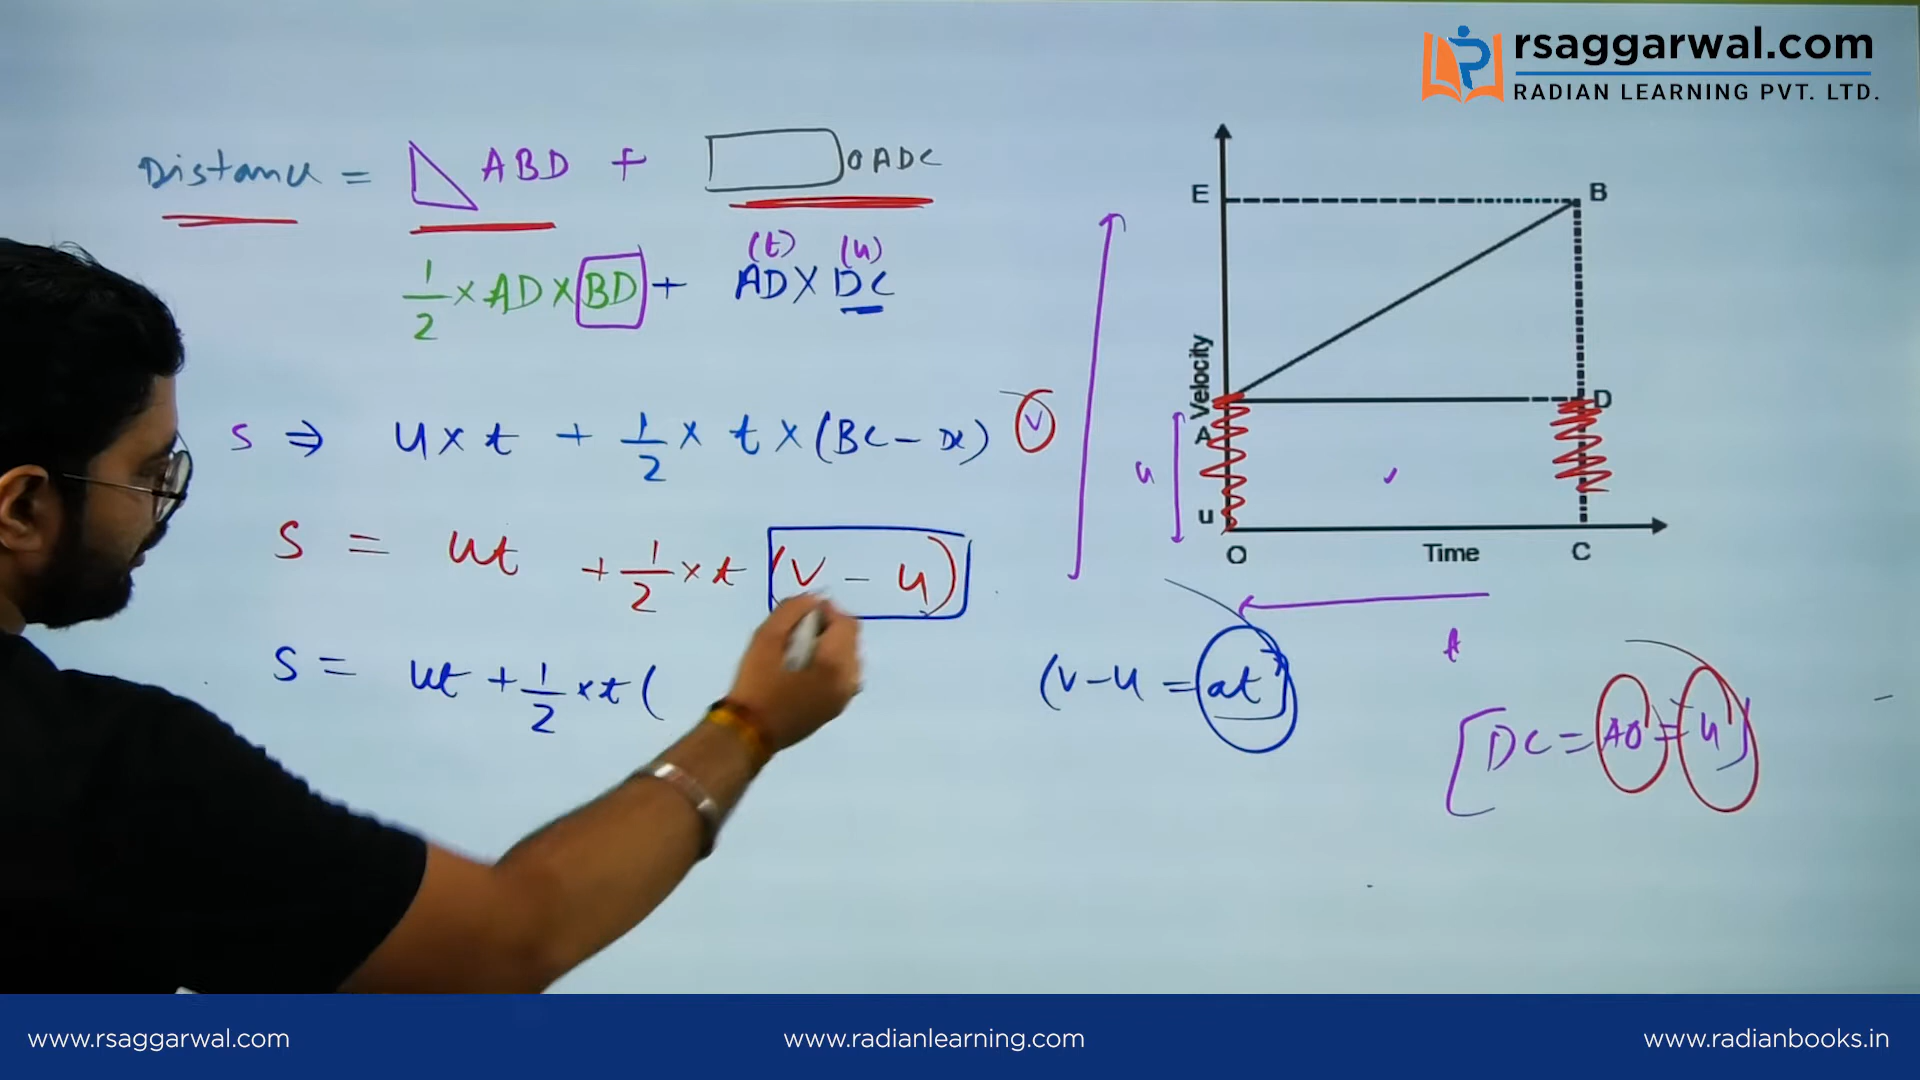 rsaggarwal.com
RADIAN LEARNING PVT. LTD.
Distance = ABD + OADC
(t) (u)
1/2 × AD × BD + AD × DC
S ⇒ u × t + 1/2 × t × (BC - x) V
S = ut + 1/2 × t (V - u)
S = ut + 1/2 × t (
(V - u = at)
[DC = AO = u]
E
B
Velocity
D
A
u
u
O
Time
C
t
www.rsaggarwal.com
www.radianlearning.com
www.radianbooks.in